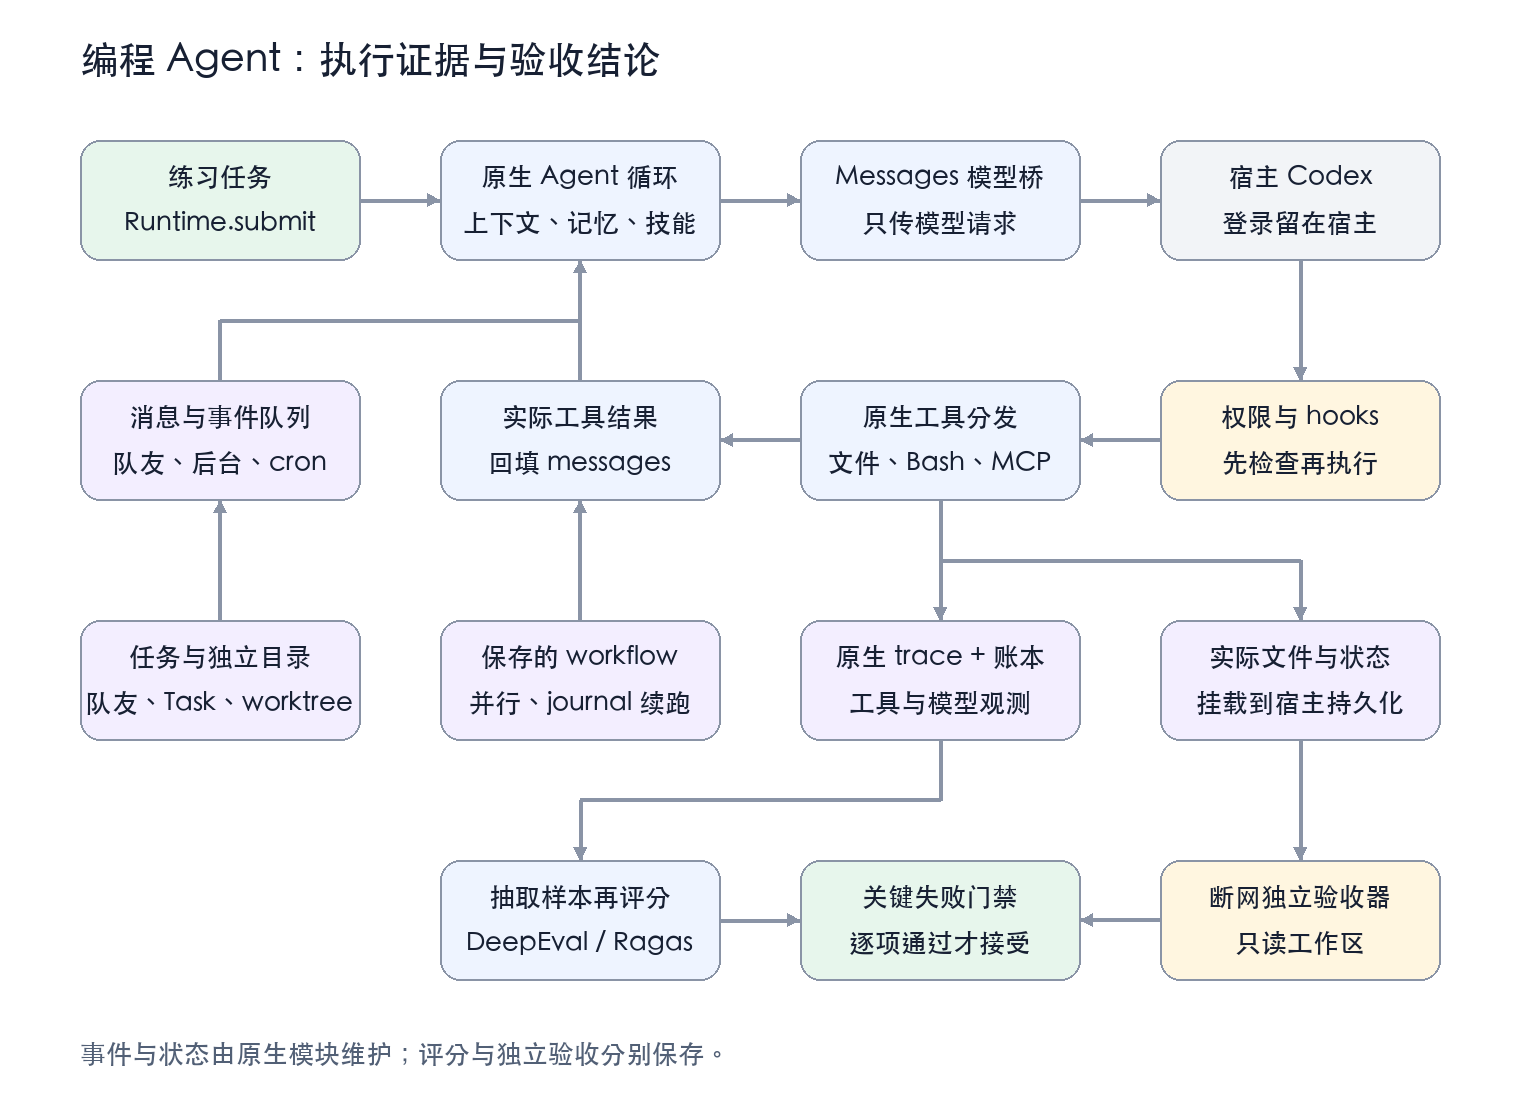 编程 Agent：执行证据与验收结论
练习任务
Runtime.submit
原生 Agent 循环
上下文、记忆、技能
Messages 模型桥
只传模型请求
宿主 Codex
登录留在宿主
消息与事件队列
队友、后台、cron
实际工具结果
回填 messages
原生工具分发
文件、Bash、MCP
权限与 hooks
先检查再执行
任务与独立目录
队友、Task、worktree
保存的 workflow
并行、journal 续跑
原生 trace + 账本
工具与模型观测
实际文件与状态
挂载到宿主持久化
抽取样本再评分
DeepEval / Ragas
关键失败门禁
逐项通过才接受
断网独立验收器
只读工作区
事件与状态由原生模块维护；评分与独立验收分别保存。